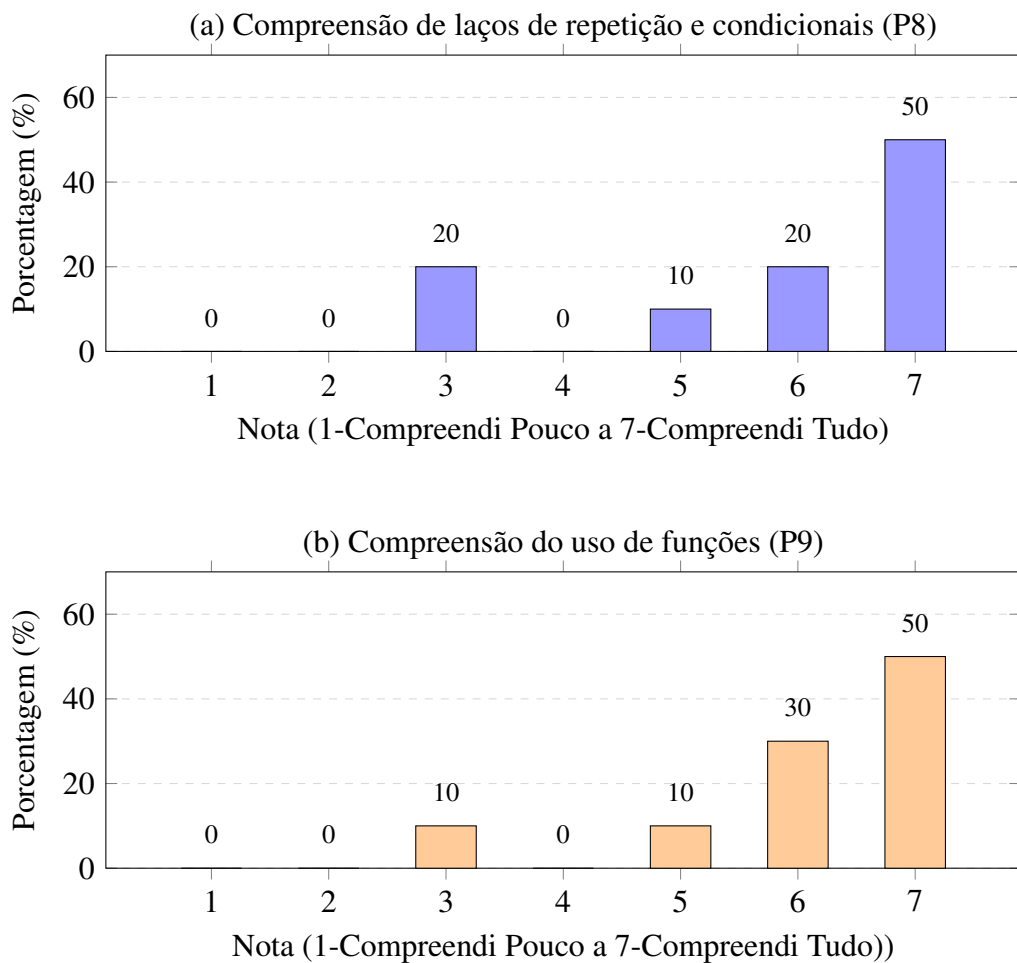 (a) Compreensão de laços de repetição e condicionais (P8)
Porcentagem (%)
60
40
20
0
0
0
20
0
10
20
50
1 2 3 4 5 6 7
Nota (1-Compreendi Pouco a 7-Compreendi Tudo)
(b) Compreensão do uso de funções (P9)
Porcentagem (%)
60
40
20
0
0
0
10
0
10
30
50
1 2 3 4 5 6 7
Nota (1-Compreendi Pouco a 7-Compreendi Tudo))